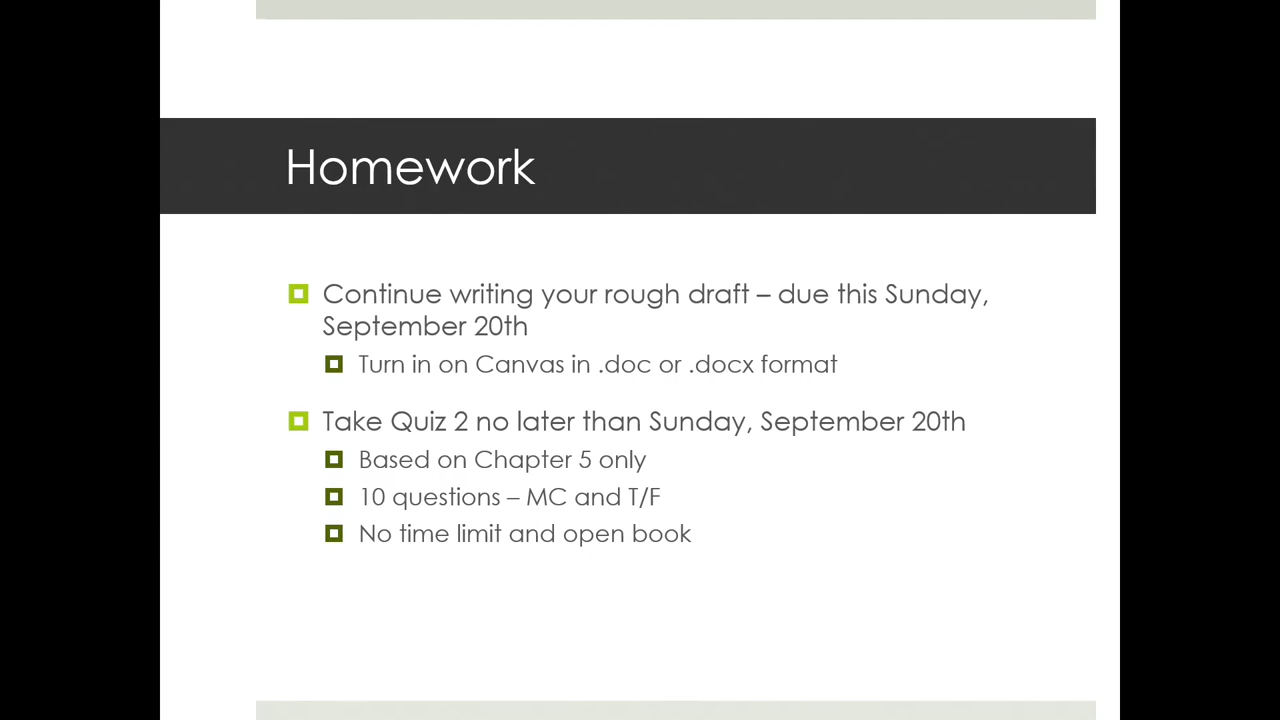 Homework
Continue writing your rough draft – due this Sunday,
September 20th
Turn in on Canvas in .doc or .docx format
Take Quiz 2 no later than Sunday, September 20th
Based on Chapter 5 only
10 questions – MC and T/F
No time limit and open book